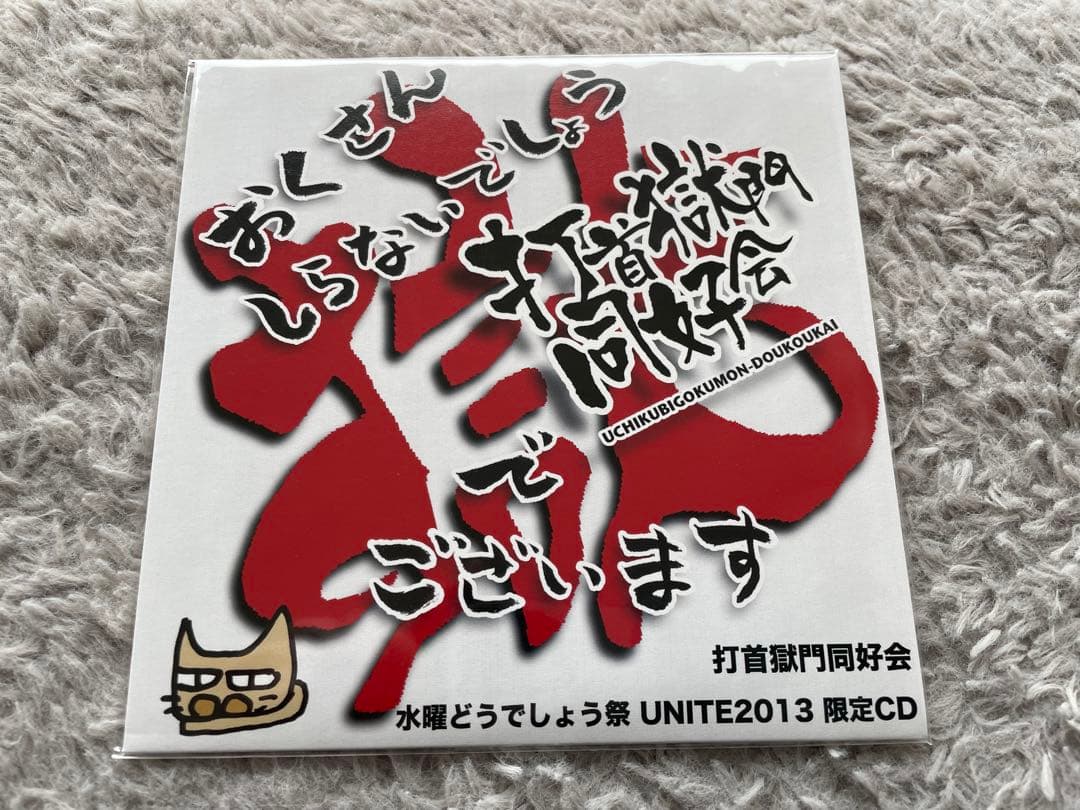 おくさん
しらないでしょう
打首獄門
同好会
UCHIKUBIGOKUMON-DOUKOUKAI
で
ございます
打首獄門同好会
水曜どうでしょう祭 UNITE2013 限定CD